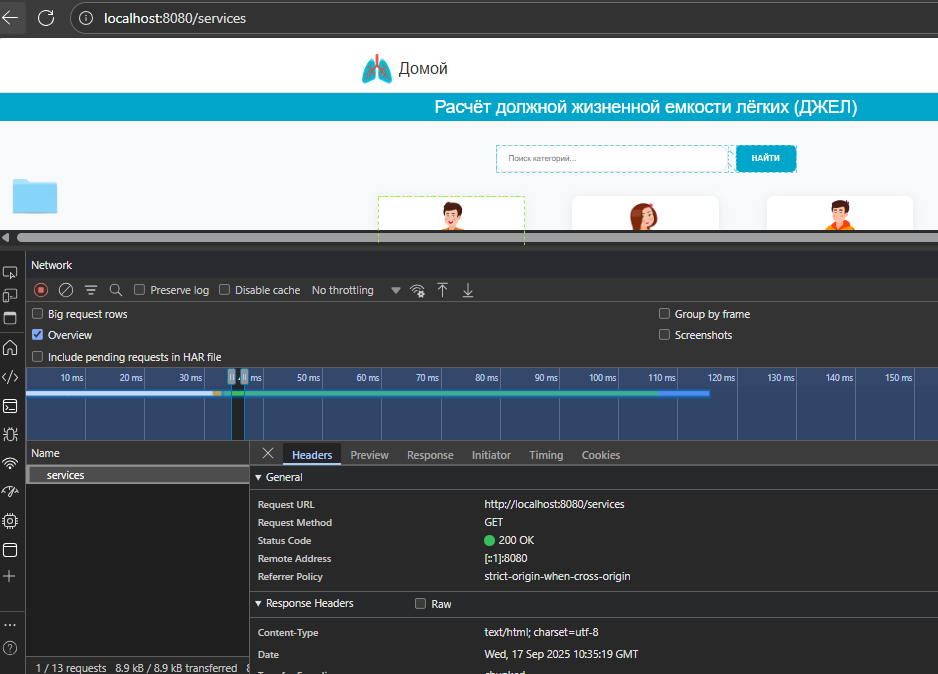 localhost:8080/services
Домой
Расчёт должной жизненной емкости лёгких (ДЖЕЛ)
Поиск категорий...
НАЙТИ
Network
Preserve log
Disable cache
No throttling
Big request rows
Group by frame
Overview
Screenshots
Include pending requests in HAR file
10 ms
20 ms
30 ms
ms
50 ms
60 ms
70 ms
80 ms
90 ms
100 ms
110 ms
120 ms
130 ms
140 ms
150 ms
Name
Headers Preview Response Initiator Timing Cookies
services
General
Request URL http://localhost:8080/services
Request Method GET
Status Code 200 OK
Remote Address [::1]:8080
Referrer Policy strict-origin-when-cross-origin
Response Headers Raw
Content-Type text/html; charset=utf-8
Date Wed, 17 Sep 2025 10:35:19 GMT
1 / 13 requests 8.9 kB / 8.9 kB transferred